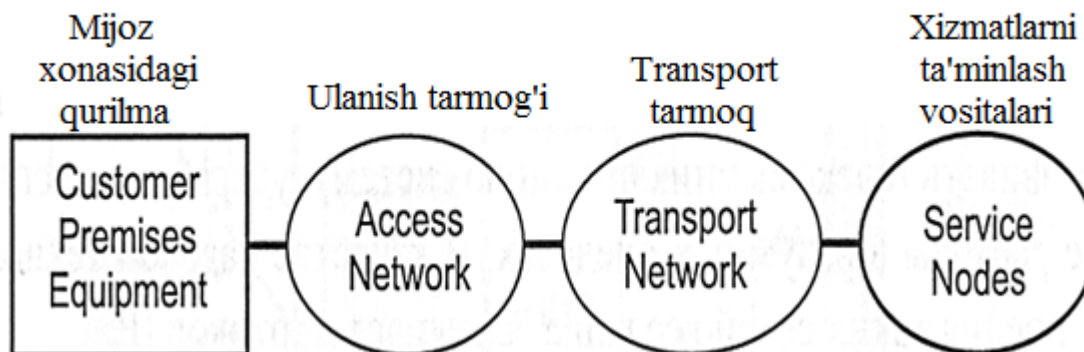 Mijoz
xonasidagi
qurilma
Ulanish tarmog'i
Transport
tarmoq
Xizmatlarni
ta'minlash
vositalari
Customer
Premises
Equipment
Access
Network
Transport
Network
Service
Nodes